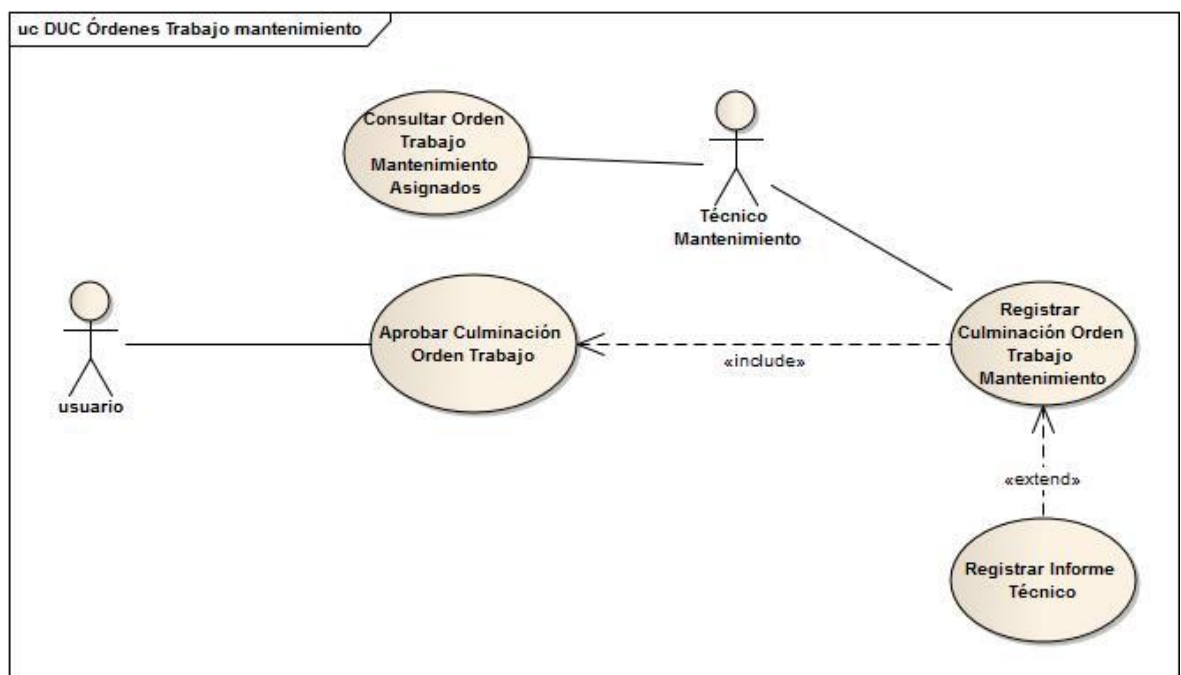 uc DUC Órdenes Trabajo mantenimiento
Consultar Orden
Trabajo
Mantenimiento
Asignados
Técnico
Mantenimiento
usuario
Aprobar Culminación
Orden Trabajo
«include»
Registrar
Culminación Orden
Trabajo
Mantenimiento
«extend»
Registrar Informe
Técnico